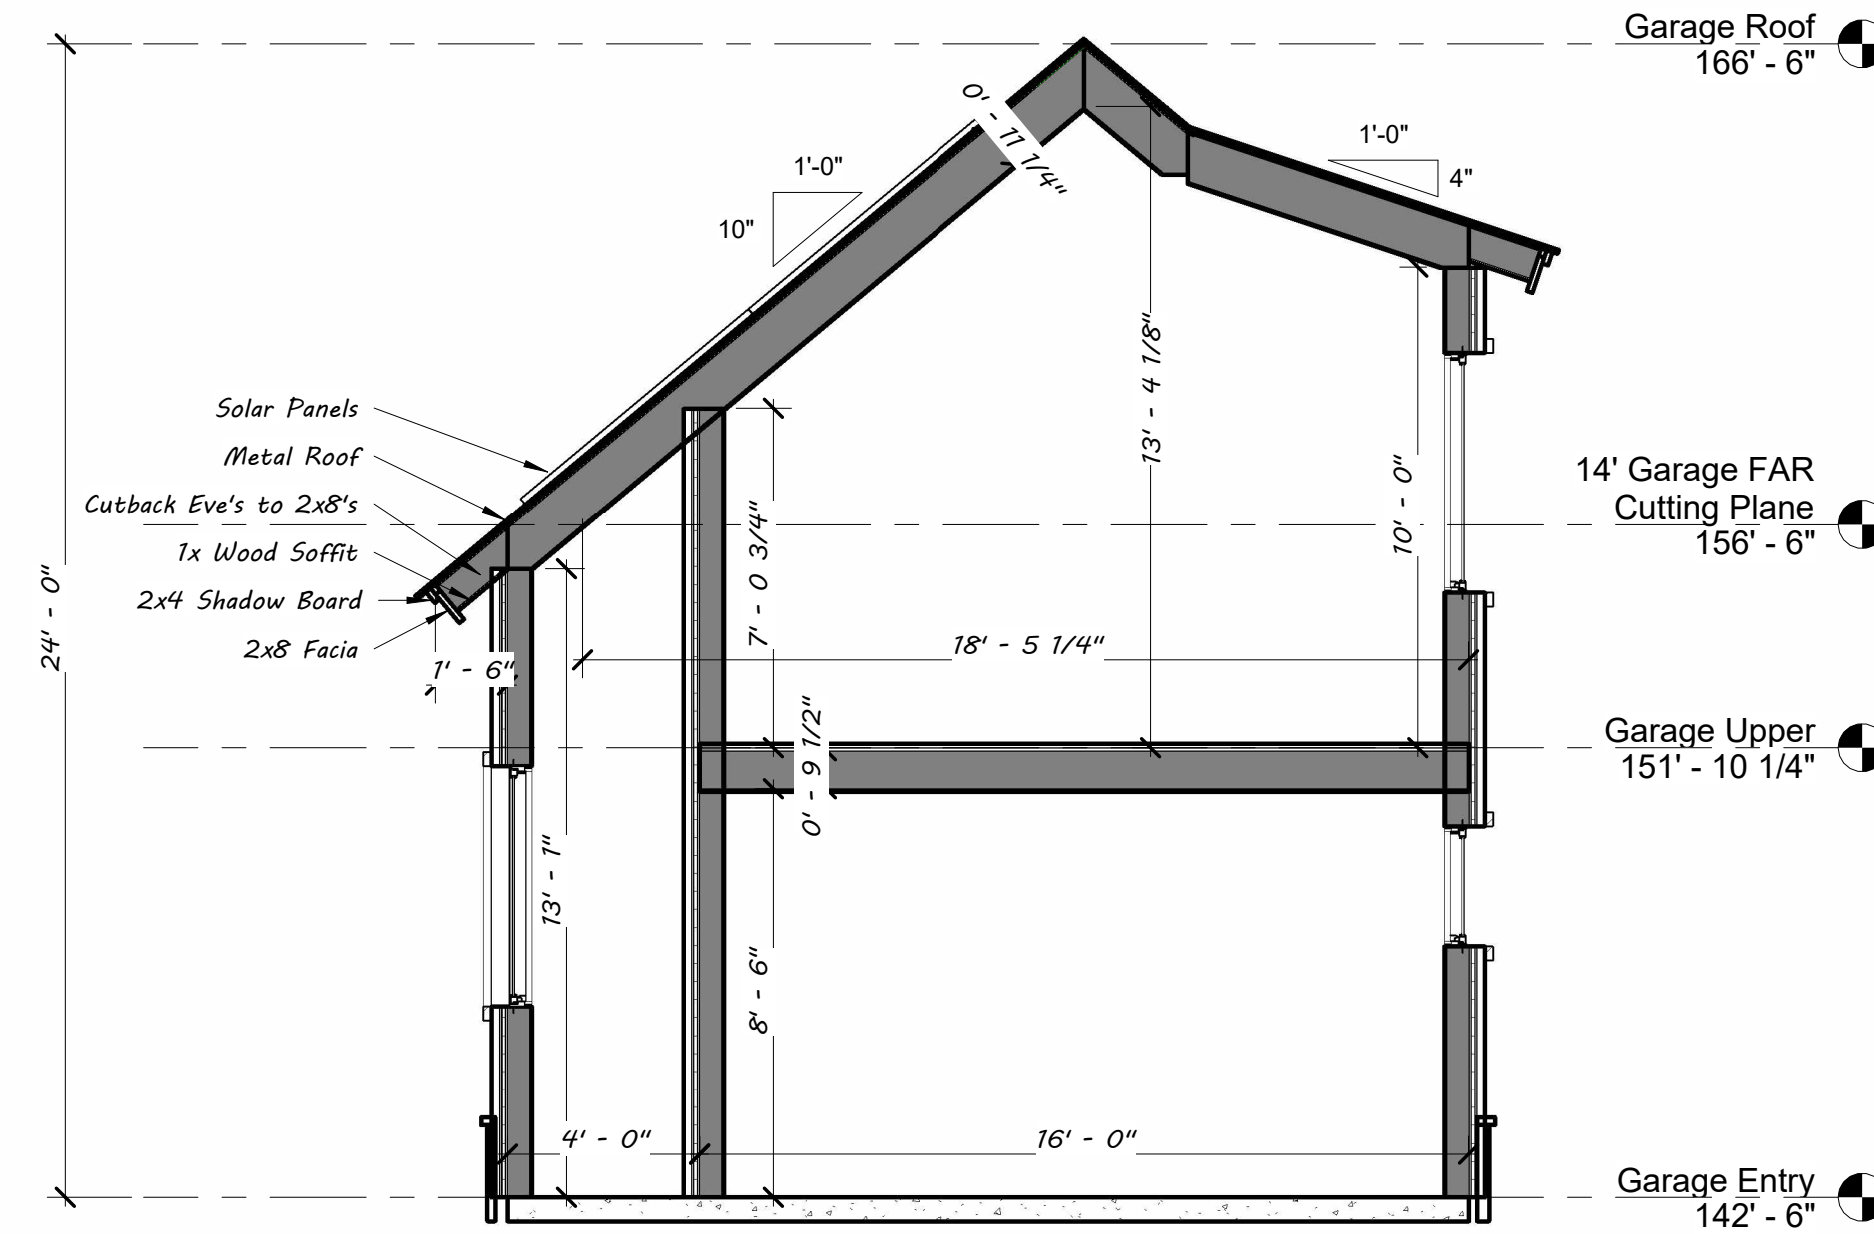 Garage Roof
166' - 6"
0' - 11 1/4"
1'-0"
4"
1'-0"
10"
24' - 0"
Solar Panels
Metal Roof
Cutback Eve's to 2x8's
1x Wood Soffit
2x4 Shadow Board
2x8 Facia
1' - 6"
13' - 4 1/8"
10' - 0"
14' Garage FAR
Cutting Plane
156' - 6"
7' - 0 3/4"
18' - 5 1/4"
0' - 9 1/2"
Garage Upper
151' - 10 1/4"
13' - 1"
8' - 6"
4' - 0"
16' - 0"
Garage Entry
142' - 6"